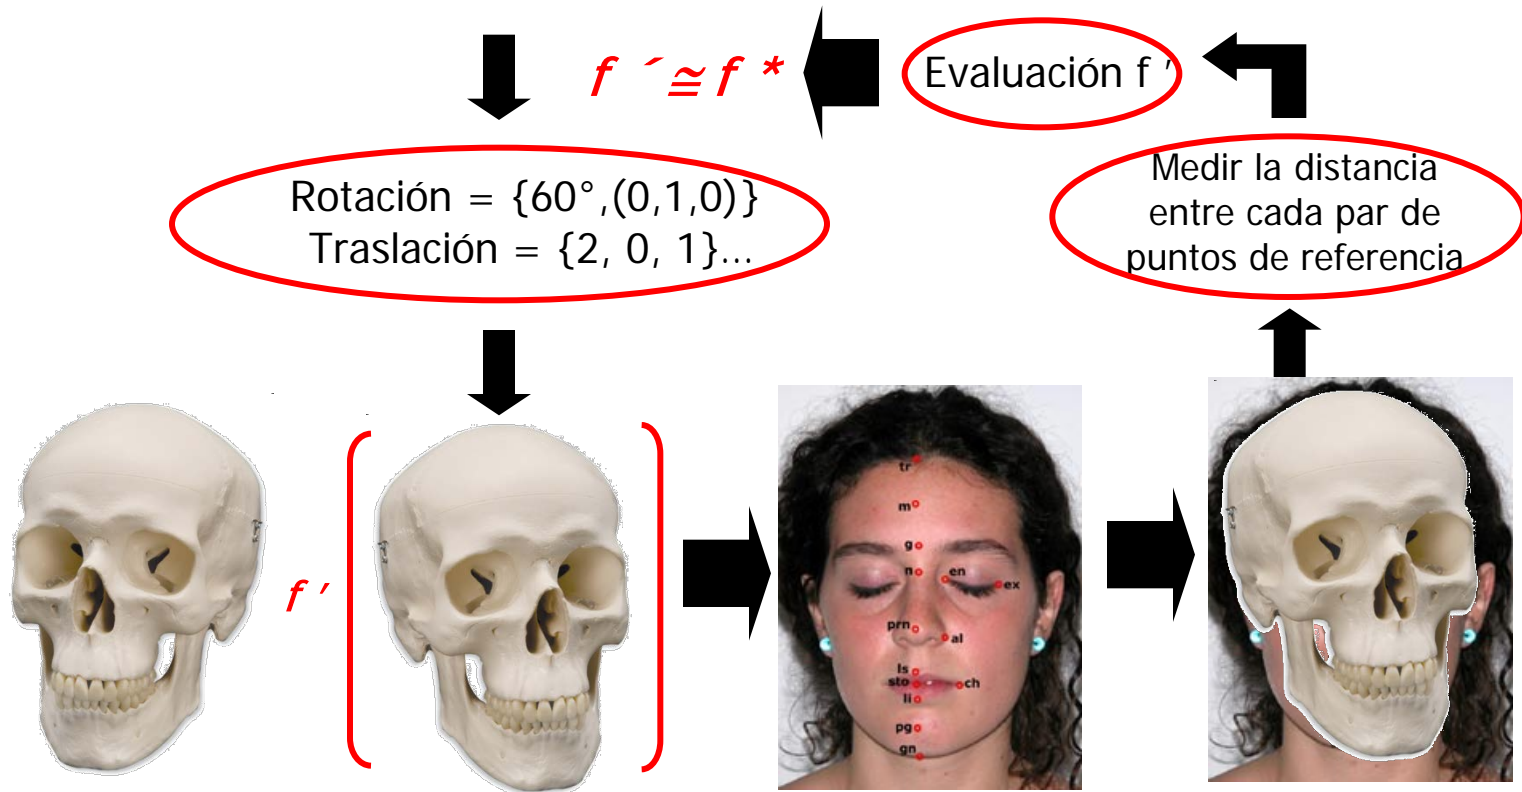 f ´ ≅ f *
Evaluación f '
Rotación = {60°,(0,1,0)}
Traslación = {2, 0, 1}...
Medir la distancia
entre cada par de
puntos de referencia
f '
tr
m
g
n
en
ex
prn
al
ls
sto
ch
li
pg
gn